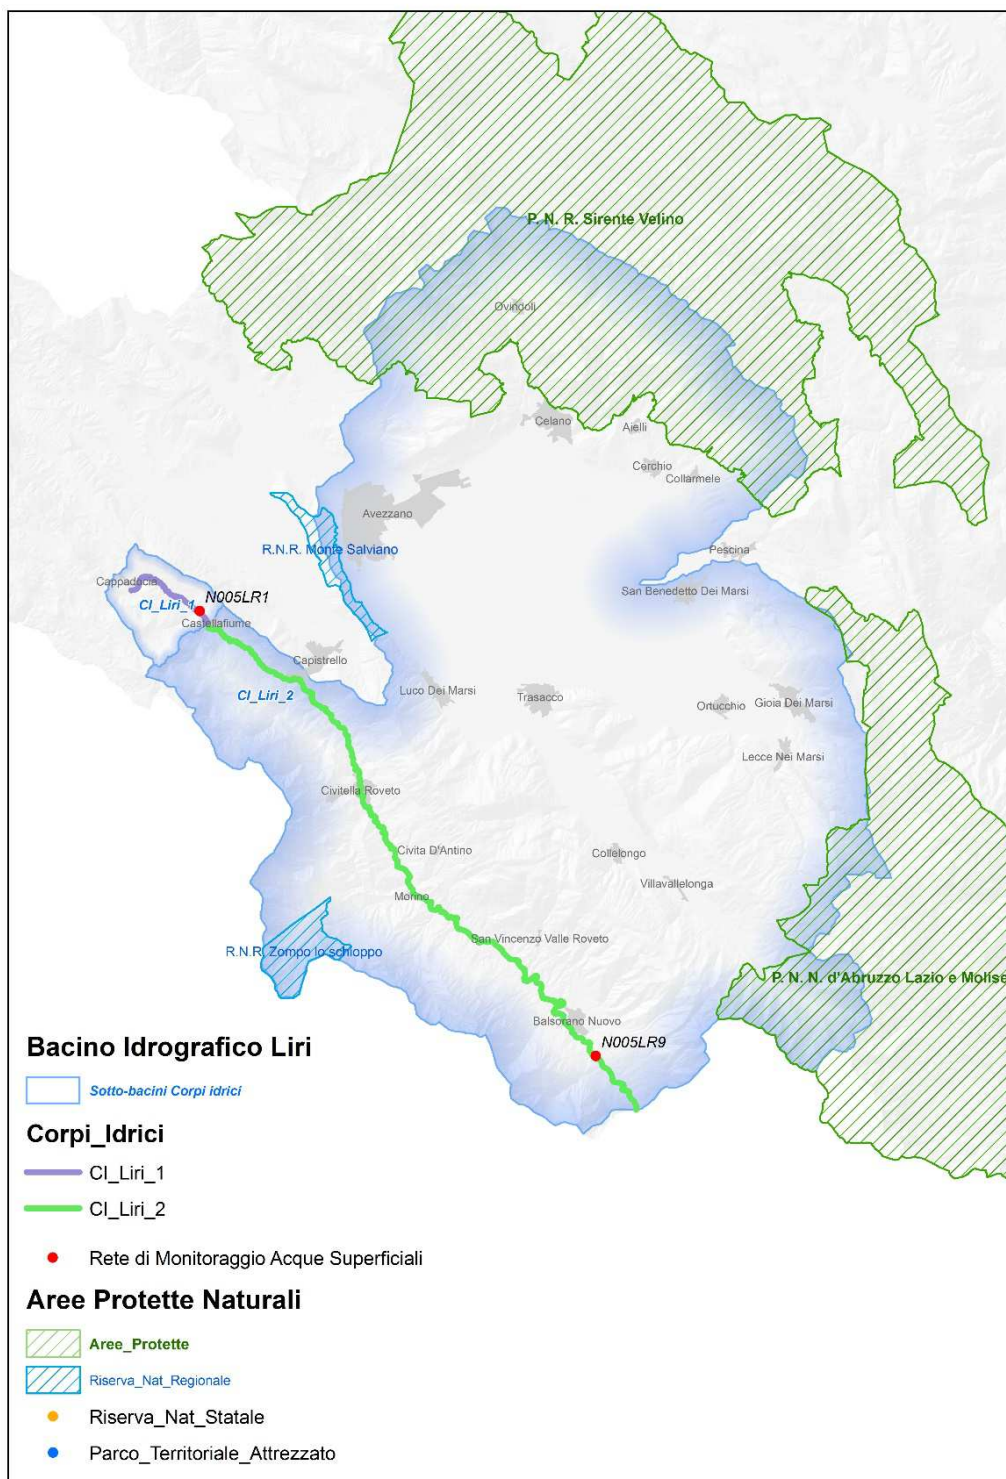 P. N. R. Sirente Velino
Ovindoli
Celano
Aielli
Cerchio
Collarmele
Avezzano
R.N.R. Monte Salviano
Pescina
San Benedetto Dei Marsi
Cappadocia
CI_Liri_1
N005LR1
Castellafiume
Capistrello
CI_Liri_2
Luco Dei Marsi
Trasacco
Ortucchio
Gioia Dei Marsi
Lecce Nei Marsi
Civitella Roveto
Civita D'Antino
Collelongo
Villavallelonga
Morino
San Vincenzo Valle Roveto
R.N.R. Zompo lo schioppo
P. N. N. d'Abruzzo Lazio e Molise
Balsorano Nuovo
N005LR9
Bacino Idrografico Liri
Sotto-bacini Corpi idrici
Corpi_Idrici
CI_Liri_1
CI_Liri_2
Rete di Monitoraggio Acque Superficiali
Aree Protette Naturali
Aree_Protette
Riserva_Nat_Regionale
Riserva_Nat_Statale
Parco_Territoriale_Attrezzato